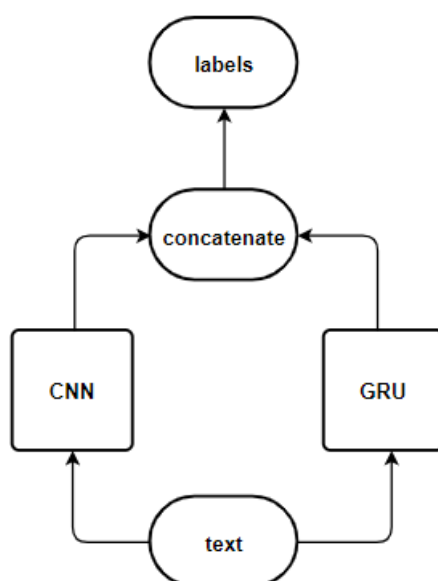 labels
concatenate
CNN
GRU
text